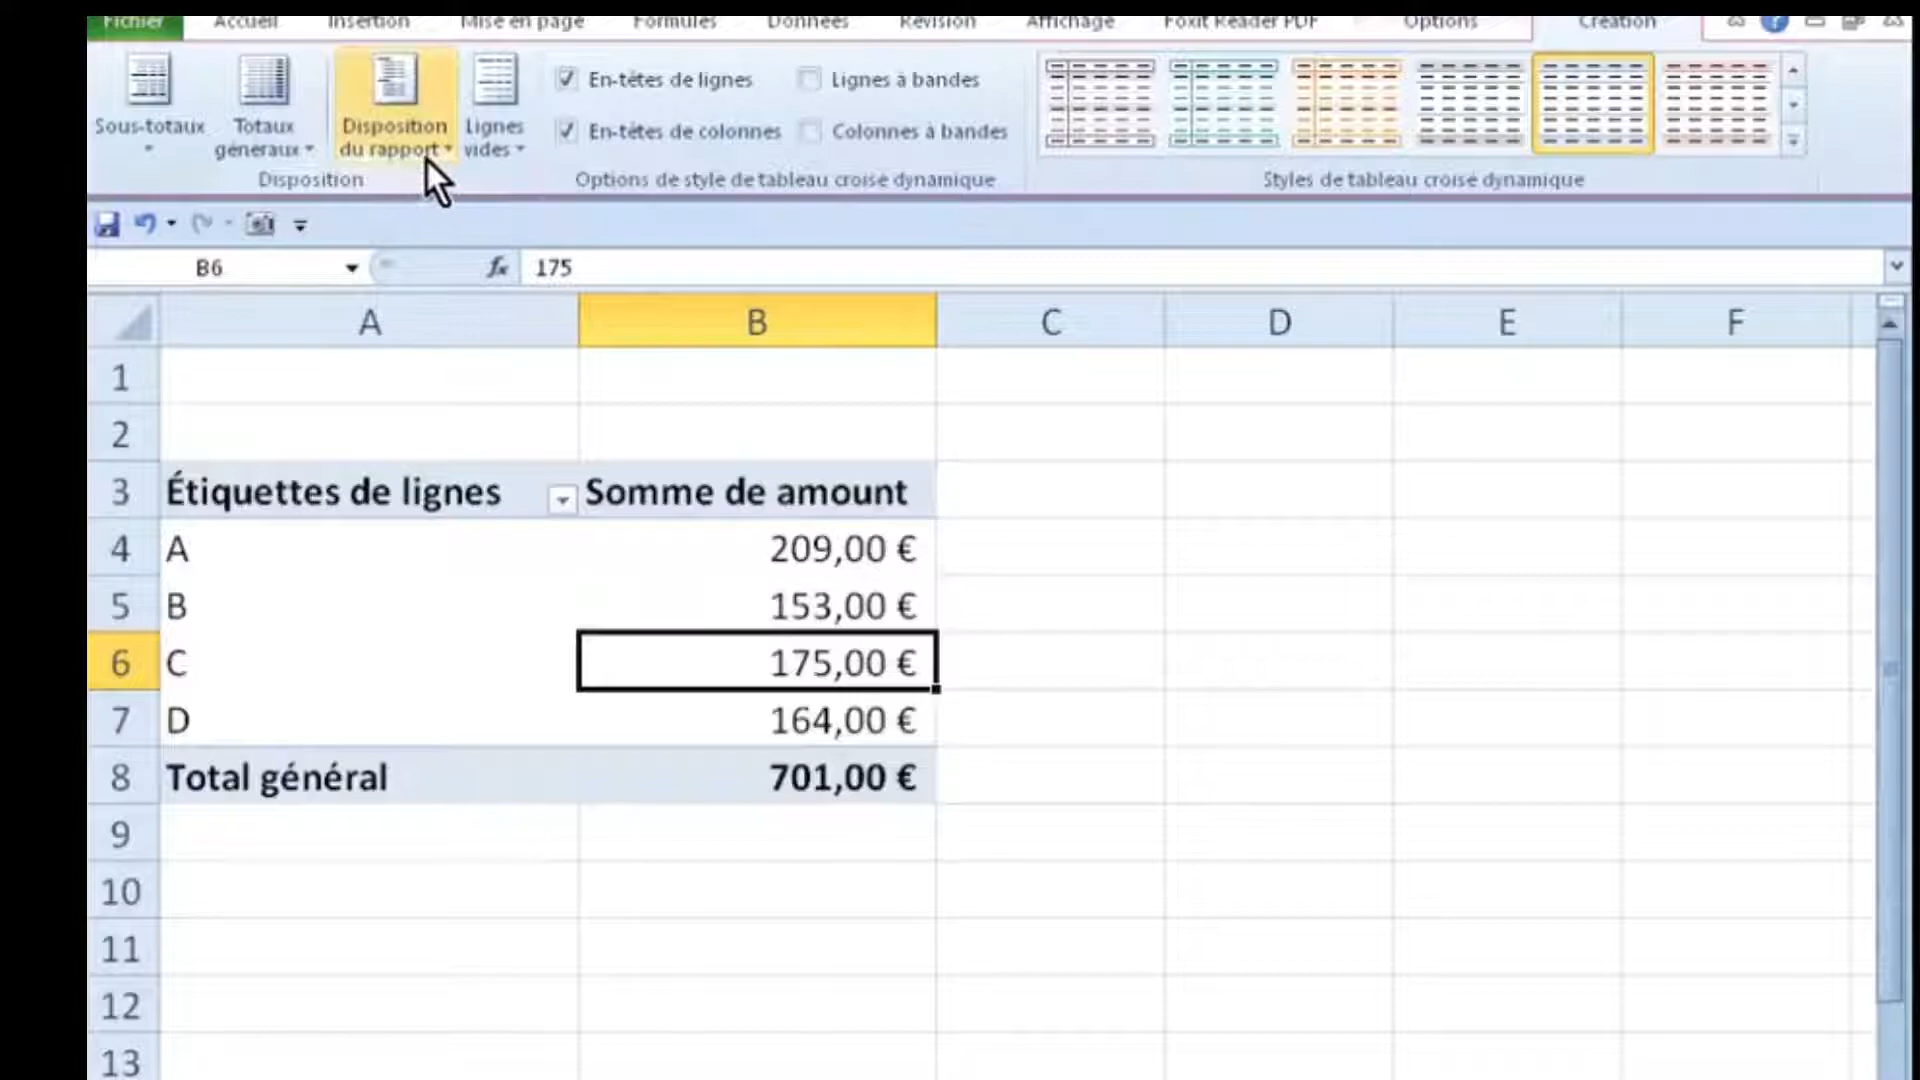 Fichier Accueil Insertion Mise en page Formules Données Révision Affichage Foxit Reader PDF Options Création
Sous-totaux
Totaux
généraux
Disposition
du rapport
Lignes
vides
En-têtes de lignes
Lignes à bandes
En-têtes de colonnes
Colonnes à bandes
Disposition
Options de style de tableau croisé dynamique
Styles de tableau croisé dynamique
B6 fx 175
A B C D E F
1
2
3 Étiquettes de lignes Somme de amount
4 A 209,00 €
5 B 153,00 €
6 C 175,00 €
7 D 164,00 €
8 Total général 701,00 €
9
10
11
12
13